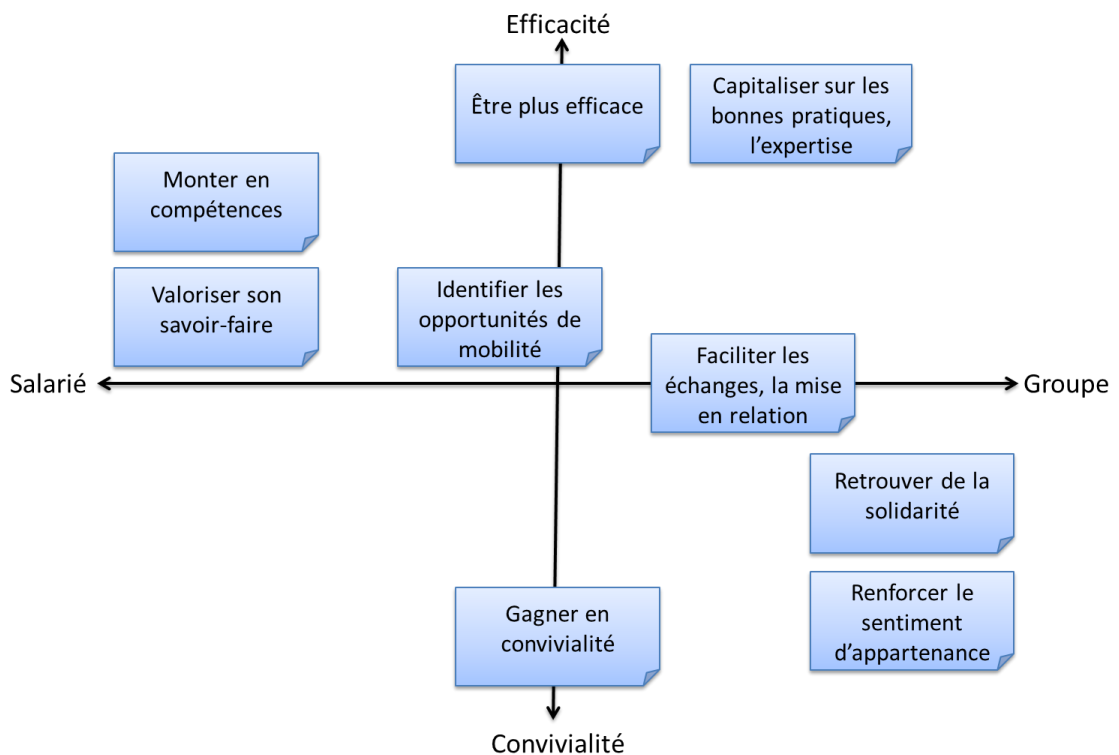 Efficacité
Être plus efficace
Capitaliser sur les
bonnes pratiques,
l’expertise
Monter en
compétences
Valoriser son
savoir-faire
Identifier les
opportunités de
mobilité
Faciliter les
échanges, la mise
en relation
Salarié
Groupe
Retrouver de la
solidarité
Gagner en
convivialité
Renforcer le
sentiment
d’appartenance
Convivialité